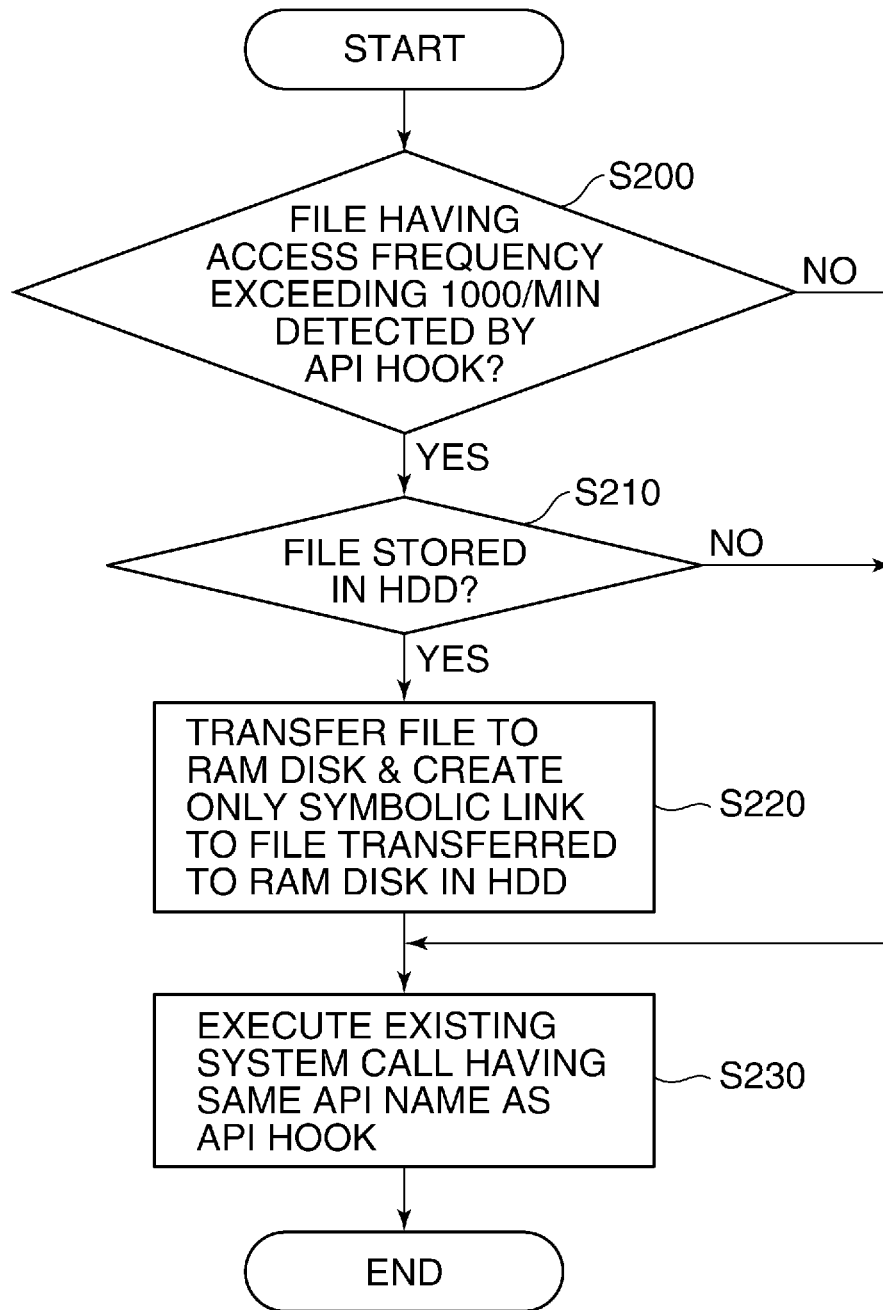 START
S200
FILE HAVING
ACCESS FREQUENCY
EXCEEDING 1000/MIN
DETECTED BY
API HOOK?
NO
YES
S210
FILE STORED
IN HDD?
NO
YES
TRANSFER FILE TO
RAM DISK & CREATE
ONLY SYMBOLIC LINK
TO FILE TRANSFERRED
TO RAM DISK IN HDD
S220
EXECUTE EXISTING
SYSTEM CALL HAVING
SAME API NAME AS
API HOOK
S230
END